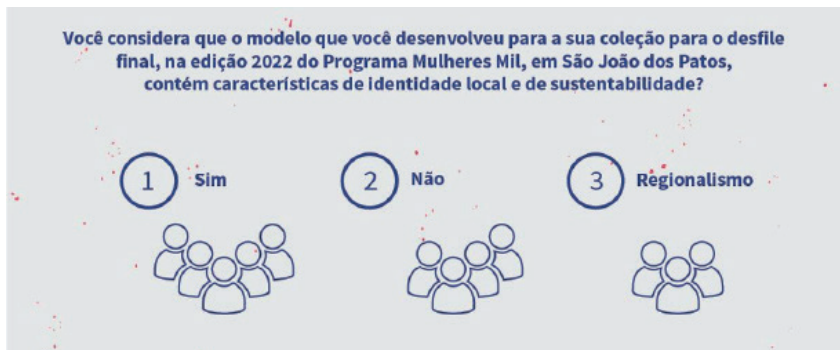 Você considera que o modelo que você desenvolveu para a sua coleção para o desfile
final, na edição 2022 do Programa Mulheres Mil, em São João dos Patos,
contém características de identidade local e de sustentabilidade?
1 Sim
2 Não
3 Regionalismo